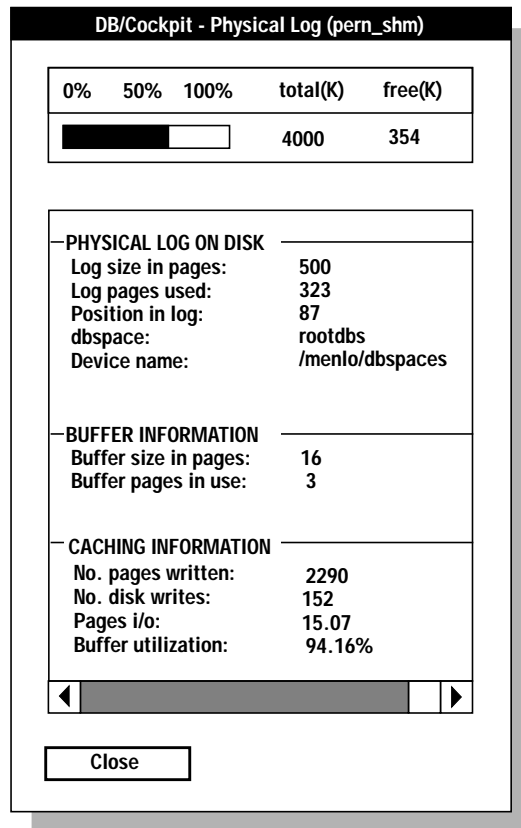 DB/Cockpit - Physical Log (pern_shm)
0% 50% 100% total(K) free(K)
4000 354
PHYSICAL LOG ON DISK
Log size in pages: 500
Log pages used: 323
Position in log: 87
dbspace: rootdbs
Device name: /menlo/dbspaces
BUFFER INFORMATION
Buffer size in pages: 16
Buffer pages in use: 3
CACHING INFORMATION
No. pages written: 2290
No. disk writes: 152
Pages i/o: 15.07
Buffer utilization: 94.16%
Close